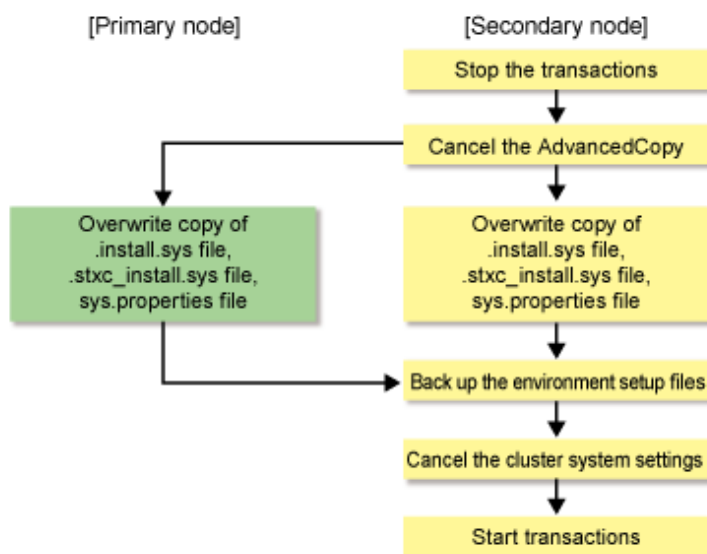 [Primary node]
[Secondary node]
Stop the transactions
Cancel the AdvancedCopy
Overwrite copy of
.install.sys file,
.stxc_install.sys file,
sys.properties file
Overwrite copy of
.install.sys file,
.stxc_install.sys file,
sys.properties file
Back up the environment setup files
Cancel the cluster system settings
Start transactions